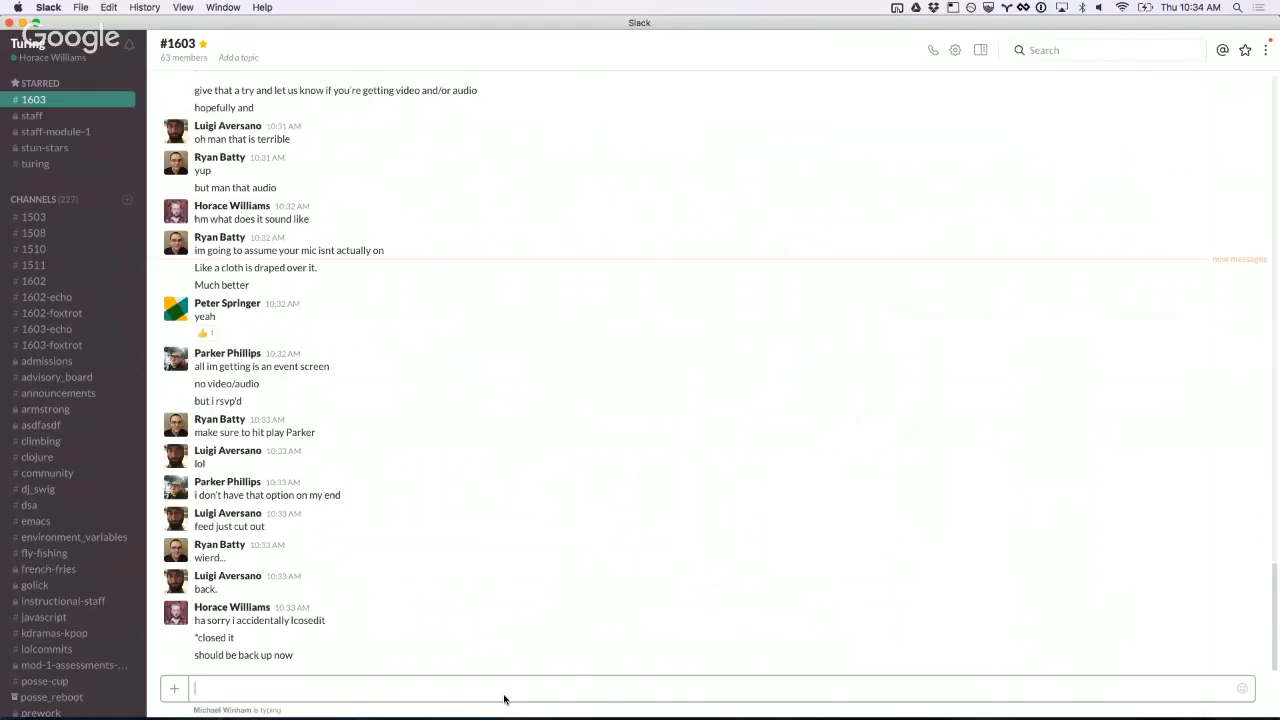 Slack File Edit History View Window Help Thu 10:34 AM
Slack
Google
Turing
Horace Williams
STARRED
# 1603
staff
staff-module-1
stun-stars
# turing
CHANNELS (227)
# 1503
# 1508
# 1510
# 1511
# 1602
# 1602-echo
# 1602-foxtrot
# 1603-echo
# 1603-foxtrot
admissions
# advisory_board
# announcements
armstrong
asdfasdf
# climbing
# clojure
# community
# dj_swig
# dsa
# emacs
# environment_variables
# fly-fishing
french-fries
golick
instructional-staff
# javascript
# kdramas-kpop
# lolcommits
mod-1-assessments-...
# posse-cup
posse_reboot
# prework
#1603
63 members Add a topic
Search
give that a try and let us know if you're getting video and/or audio
hopefully and
Luigi Aversano 10:31 AM
oh man that is terrible
Ryan Batty 10:31 AM
yup
but man that audio
Horace Williams 10:32 AM
hm what does it sound like
Ryan Batty 10:32 AM
im going to assume your mic isnt actually on
new messages
Like a cloth is draped over it.
Much better
Peter Springer 10:32 AM
yeah
1
Parker Phillips 10:32 AM
all im getting is an event screen
no video/audio
but i rsvp'd
Ryan Batty 10:33 AM
make sure to hit play Parker
Luigi Aversano 10:33 AM
lol
Parker Phillips 10:33 AM
i don't have that option on my end
Luigi Aversano 10:33 AM
feed just cut out
Ryan Batty 10:33 AM
wierd...
Luigi Aversano 10:33 AM
back.
Horace Williams 10:33 AM
ha sorry i accidentally lcosedit
*closed it
should be back up now
Michael Winham is typing